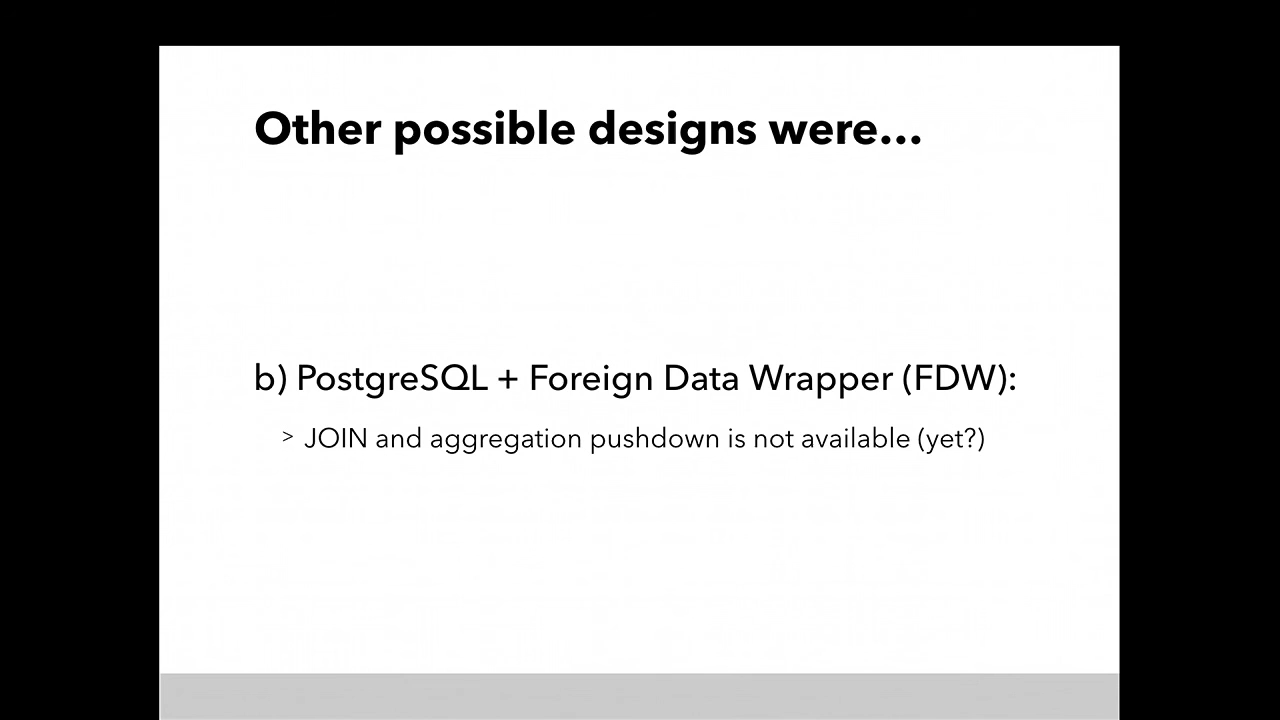 Other possible designs were...
b) PostgreSQL + Foreign Data Wrapper (FDW):
> JOIN and aggregation pushdown is not available (yet?)